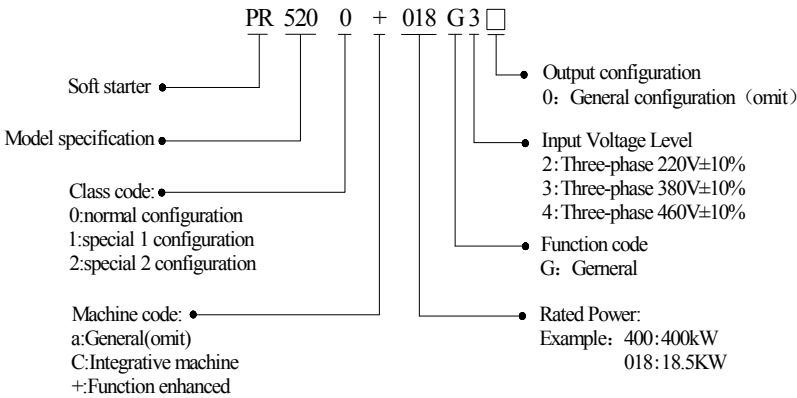 PR 520 0 + 018 G 3 □
Soft starter
Model specification
Class code:
0:normal configuration
1:special 1 configuration
2:special 2 configuration
Machine code:
a:General(omit)
C:Integrative machine
+:Function enhanced
Output configuration
0：General configuration（omit）
Input Voltage Level
2:Three-phase 220V±10%
3:Three-phase 380V±10%
4:Three-phase 460V±10%
Function code
G：Gerneral
Rated Power:
Example：400:400kW
018:18.5KW